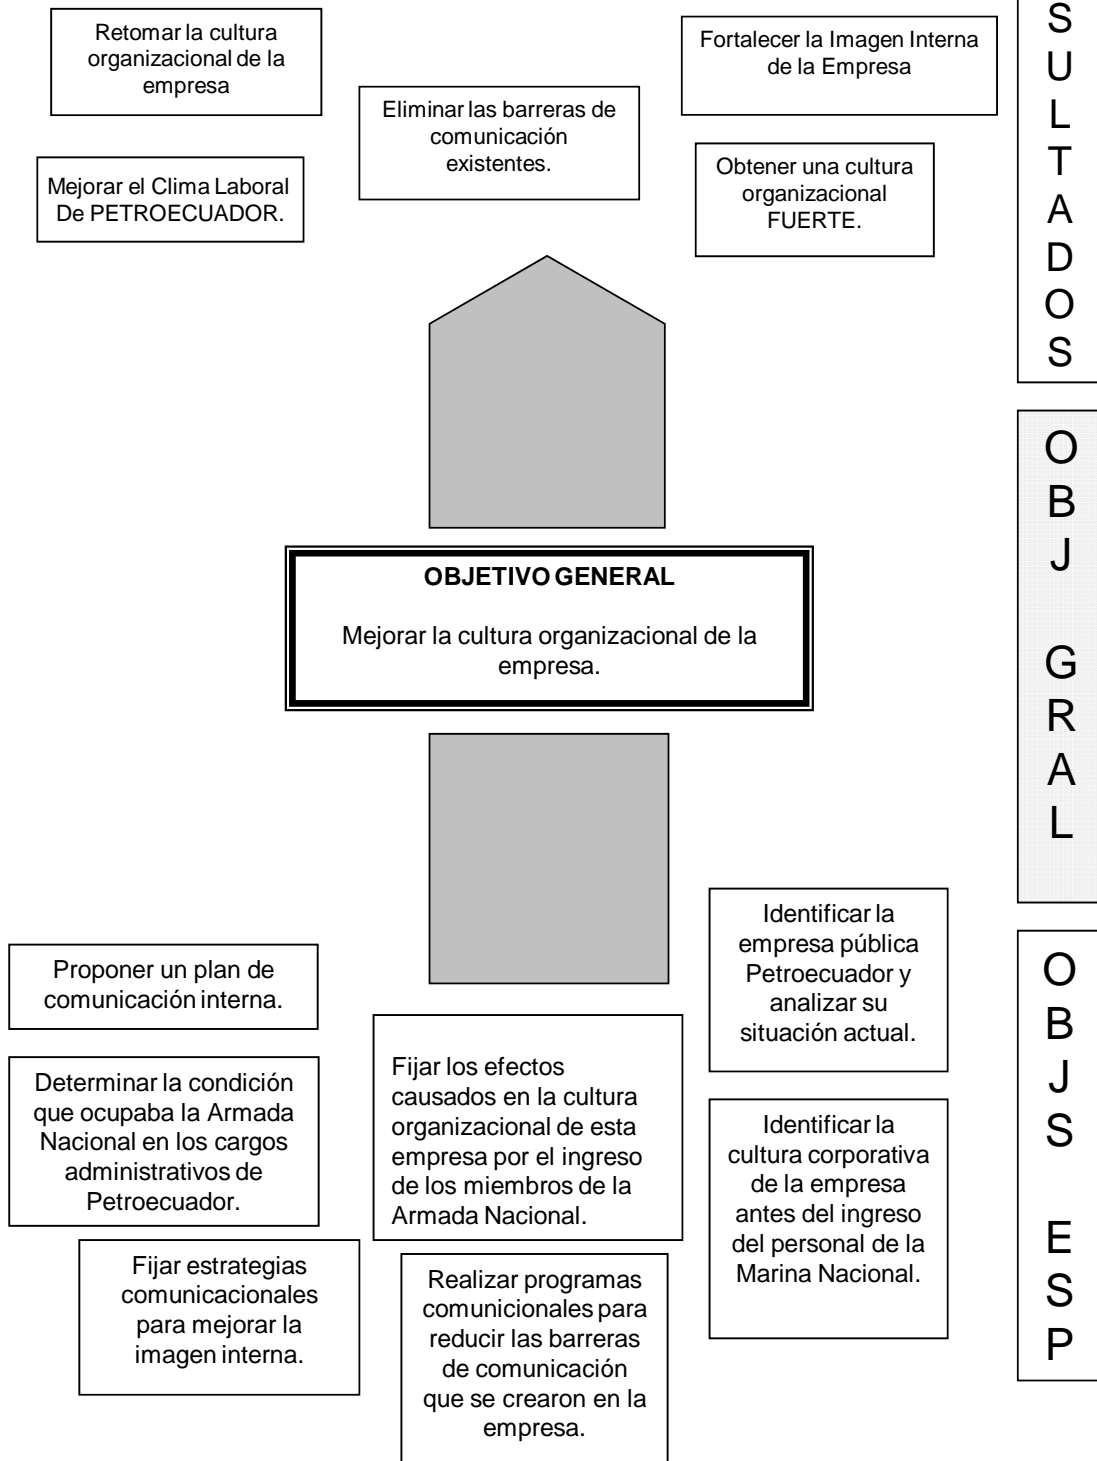 Retomar la cultura
organizacional de la
empresa
Fortalecer la Imagen Interna
de la Empresa
Eliminar las barreras de
comunicación
existentes.
Mejorar el Clima Laboral
De PETROECUADOR.
Obtener una cultura
organizacional
FUERTE.
S
U
L
T
A
D
O
S
OBJETIVO GENERAL
Mejorar la cultura organizacional de la
empresa.
O
B
J
G
R
A
L
Proponer un plan de
comunicación interna.
Determinar la condición
que ocupaba la Armada
Nacional en los cargos
administrativos de
Petroecuador.
Fijar estrategias
comunicacionales
para mejorar la
imagen interna.
Fijar los efectos
causados en la cultura
organizacional de esta
empresa por el ingreso
de los miembros de la
Armada Nacional.
Realizar programas
comunicionales para
reducir las barreras
de comunicación
que se crearon en la
empresa.
Identificar la
empresa pública
Petroecuador y
analizar su
situación actual.
Identificar la
cultura corporativa
de la empresa
antes del ingreso
del personal de la
Marina Nacional.
O
B
J
S
E
S
P